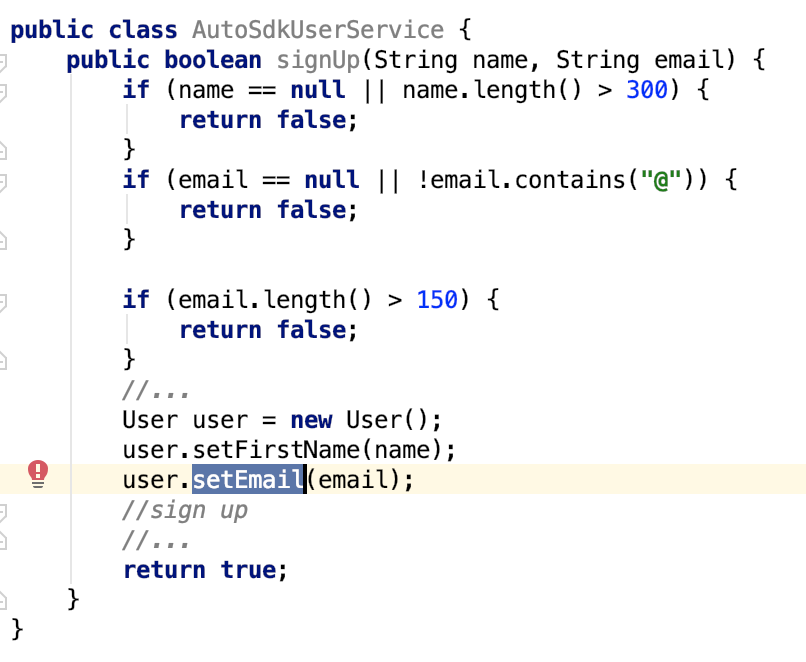 public class AutoSdkUserService {
    public boolean signUp(String name, String email) {
        if (name == null || name.length() > 300) {
            return false;
        }
        if (email == null || !email.contains("@")) {
            return false;
        }

        if (email.length() > 150) {
            return false;
        }
        //...
        User user = new User();
        user.setFirstName(name);
        user.setEmail(email);
        //sign up
        //...
        return true;
    }
}